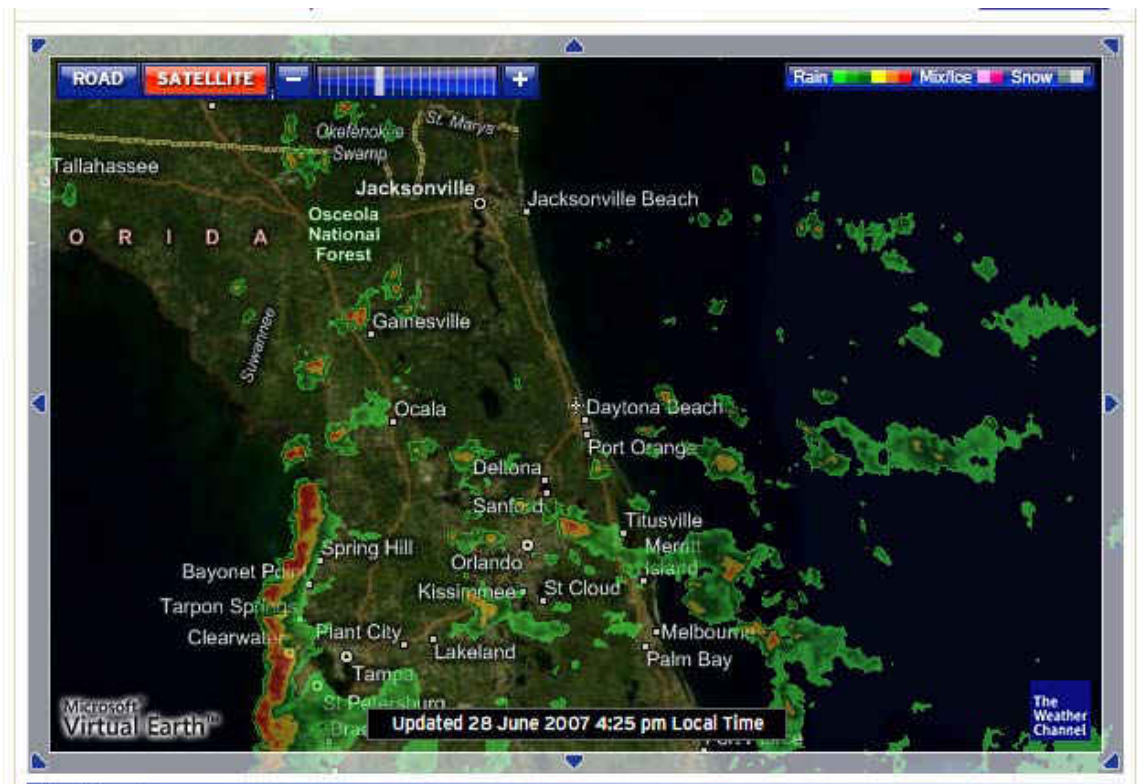 ROAD SATELLITE − + Rain Mix/Ice Snow
Okefenokee
Swamp
St. Marys
Tallahassee
Jacksonville
Jacksonville Beach
Osceola
National
Forest
O R I D A
Suwannee
Gainesville
Ocala
Daytona Beach
Port Orange
Deltona
Sanford
Titusville
Merritt
Island
Spring Hill
Orlando
Bayonet Point
Kissimmee
St Cloud
Tarpon Springs
Clearwater
Plant City
Melbourne
Lakeland
Palm Bay
Tampa
St Petersburg
Microsoft®
Virtual Earth™
Updated 28 June 2007 4:25 pm Local Time
The
Weather
Channel